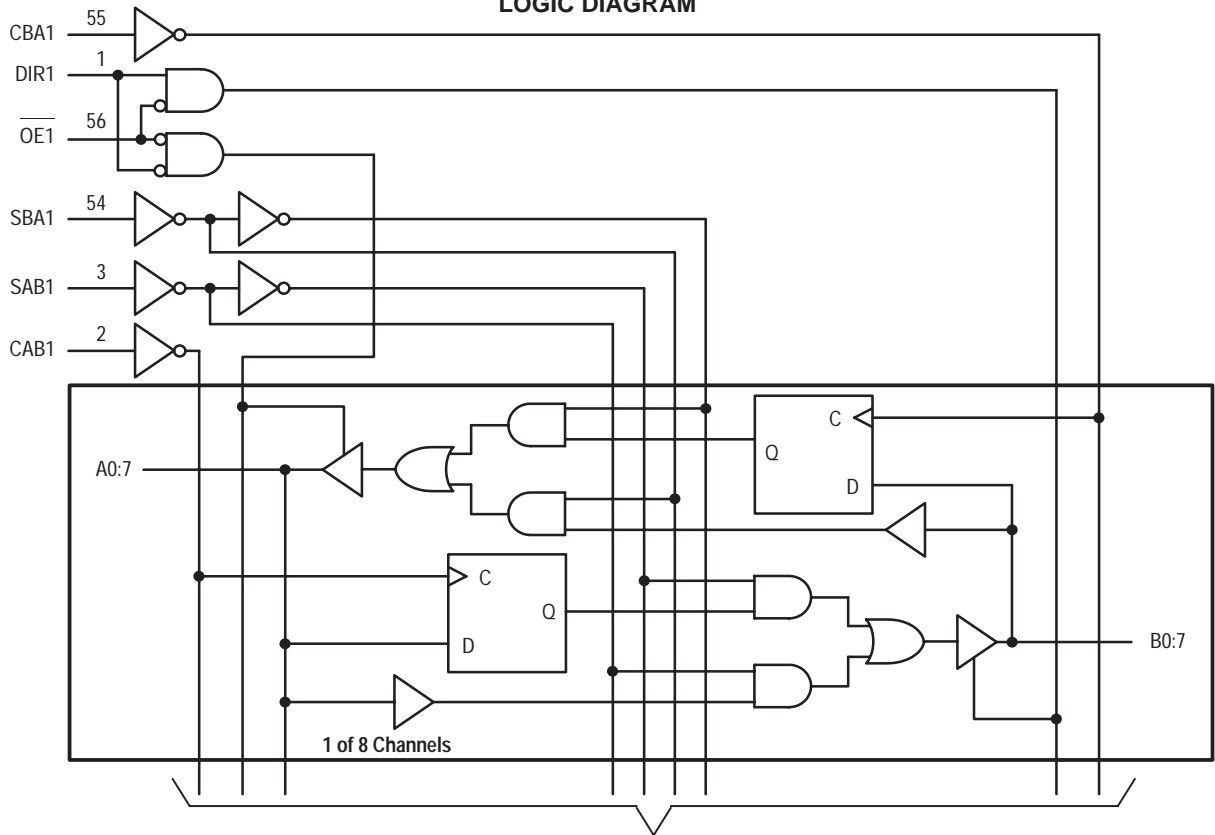 LOGIC DIAGRAM
CBA1 55
DIR1 1
OE1 56
SBA1 54
SAB1 3
CAB1 2
C
Q
A0:7
D
C
Q
D
B0:7
1 of 8 Channels